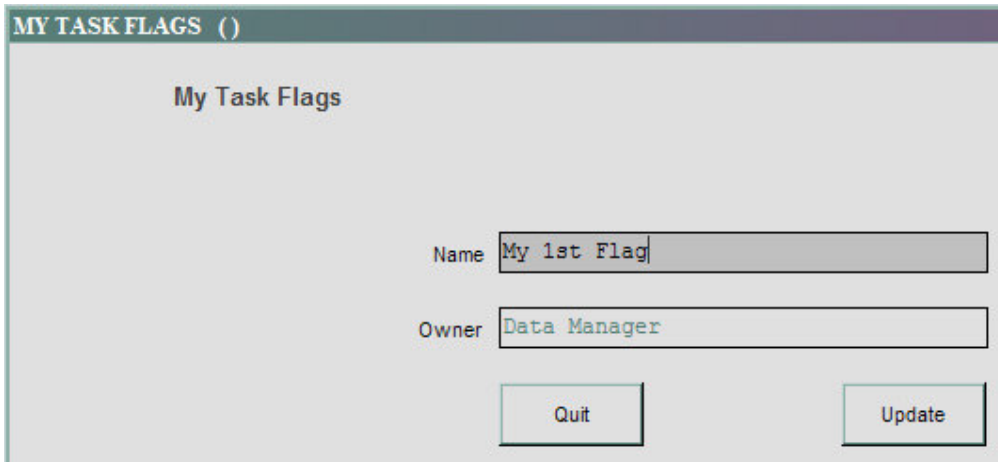 MY TASK FLAGS ( )
My Task Flags
Name My 1st Flag
Owner Data Manager
Quit Update